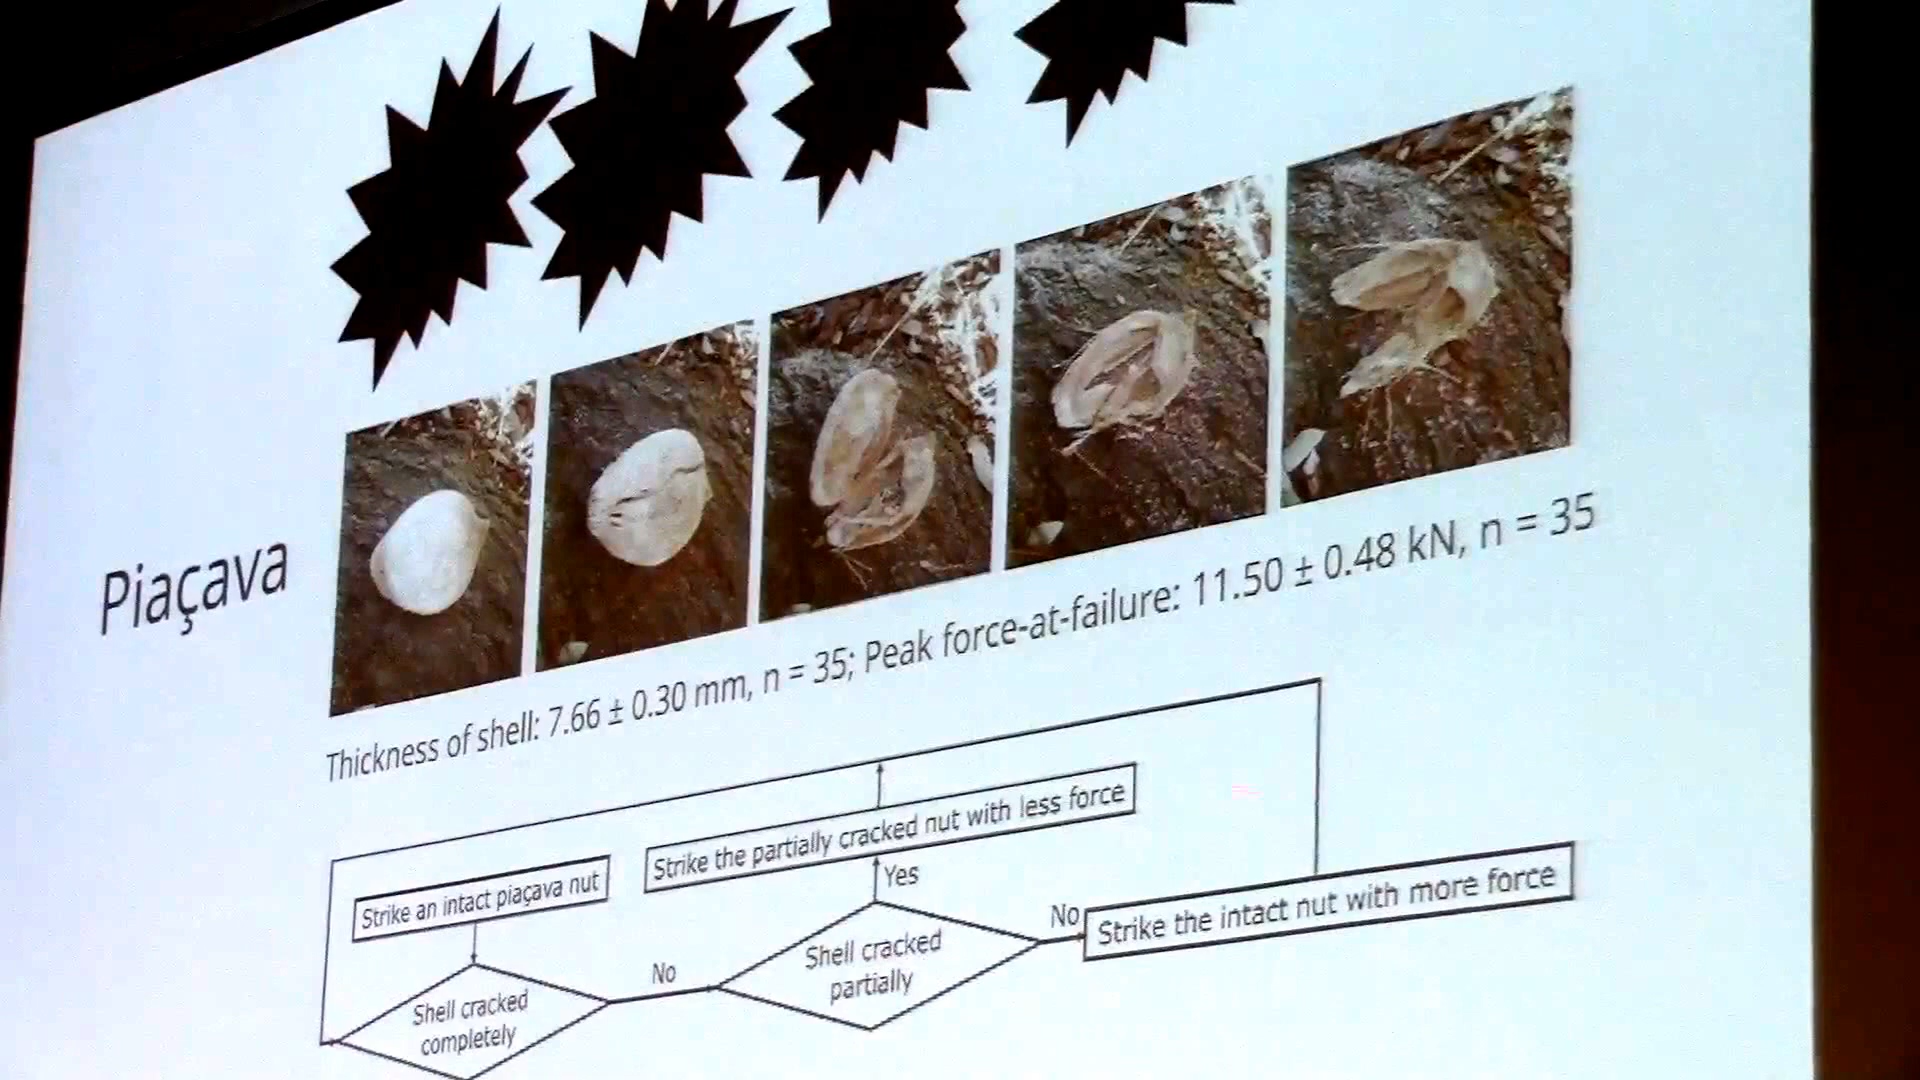 Piaçava
Thickness of shell: 7.66 ± 0.30 mm, n = 35; Peak force-at-failure: 11.50 ± 0.48 kN, n = 35
Strike the partially cracked nut with less force
Strike an intact piaçava nut
Yes
No
Strike the intact nut with more force
Shell cracked
partially
No
Shell cracked
completely